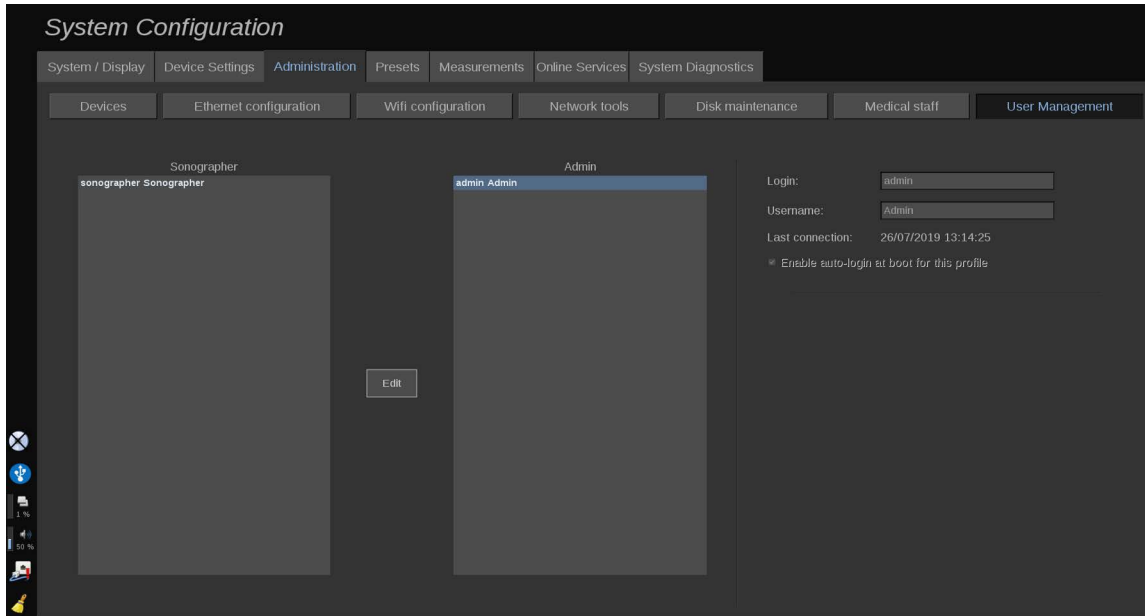 System Configuration
System / Display Device Settings Administration Presets Measurements Online Services System Diagnostics
Devices Ethernet configuration Wifi configuration Network tools Disk maintenance Medical staff User Management
Sonographer Admin
sonographer Sonographer admin Admin
Login: admin
Username: Admin
Last connection: 26/07/2019 13:14:25
Enable auto-login at boot for this profile
Edit
1 %
50 %